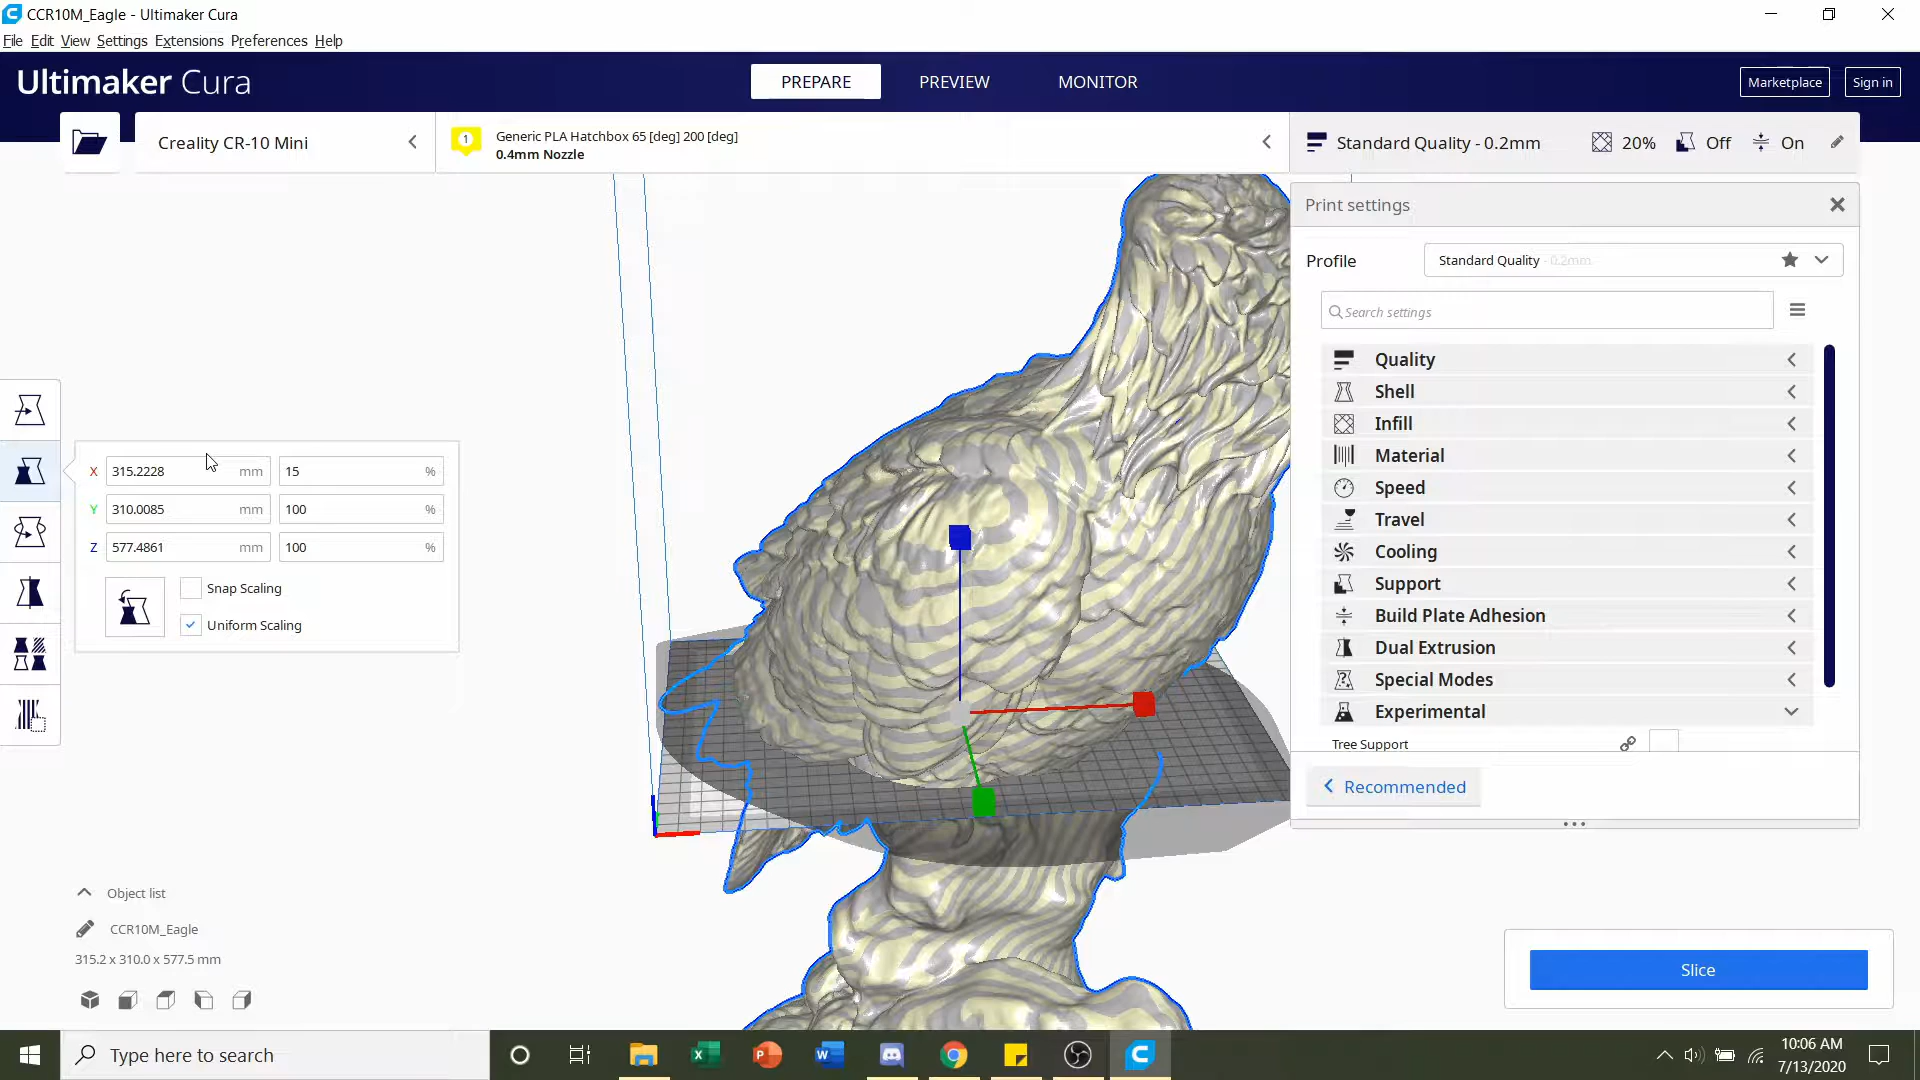 CCR10M_Eagle - Ultimaker Cura
File Edit View Settings Extensions Preferences Help
Ultimaker Cura
PREPARE PREVIEW MONITOR
Marketplace Sign in
Creality CR-10 Mini
1
Generic PLA Hatchbox 65 [deg] 200 [deg]
0.4mm Nozzle
Standard Quality - 0.2mm 20% Off On
Print settings
Profile Standard Quality - 0.2mm
Search settings
Quality
Shell
Infill
Material
Speed
Travel
Cooling
Support
Build Plate Adhesion
Dual Extrusion
Special Modes
Experimental
Tree Support
Recommended
X 315.2228 mm 15 %
Y 310.0085 mm 100 %
Z 577.4861 mm 100 %
Snap Scaling
Uniform Scaling
Object list
CCR10M_Eagle
315.2 x 310.0 x 577.5 mm
Slice
Type here to search
10:06 AM
7/13/2020